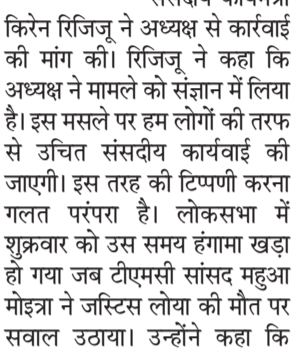 किरेन रिजिजू ने अध्यक्ष से कार्रवाई
की मांग की। रिजिजू ने कहा कि
अध्यक्ष ने मामले को संज्ञान में लिया
है। इस मसले पर हम लोगों की तरफ
से उचित संसदीय कार्यवाई की
जाएगी। इस तरह की टिप्पणी करना
गलत परंपरा है। लोकसभा में
शुक्रवार को उस समय हंगामा खड़ा
हो गया जब टीएमसी सांसद महुआ
मोइत्रा ने जस्टिस लोया की मौत पर
सवाल उठाया। उन्होंने कहा कि